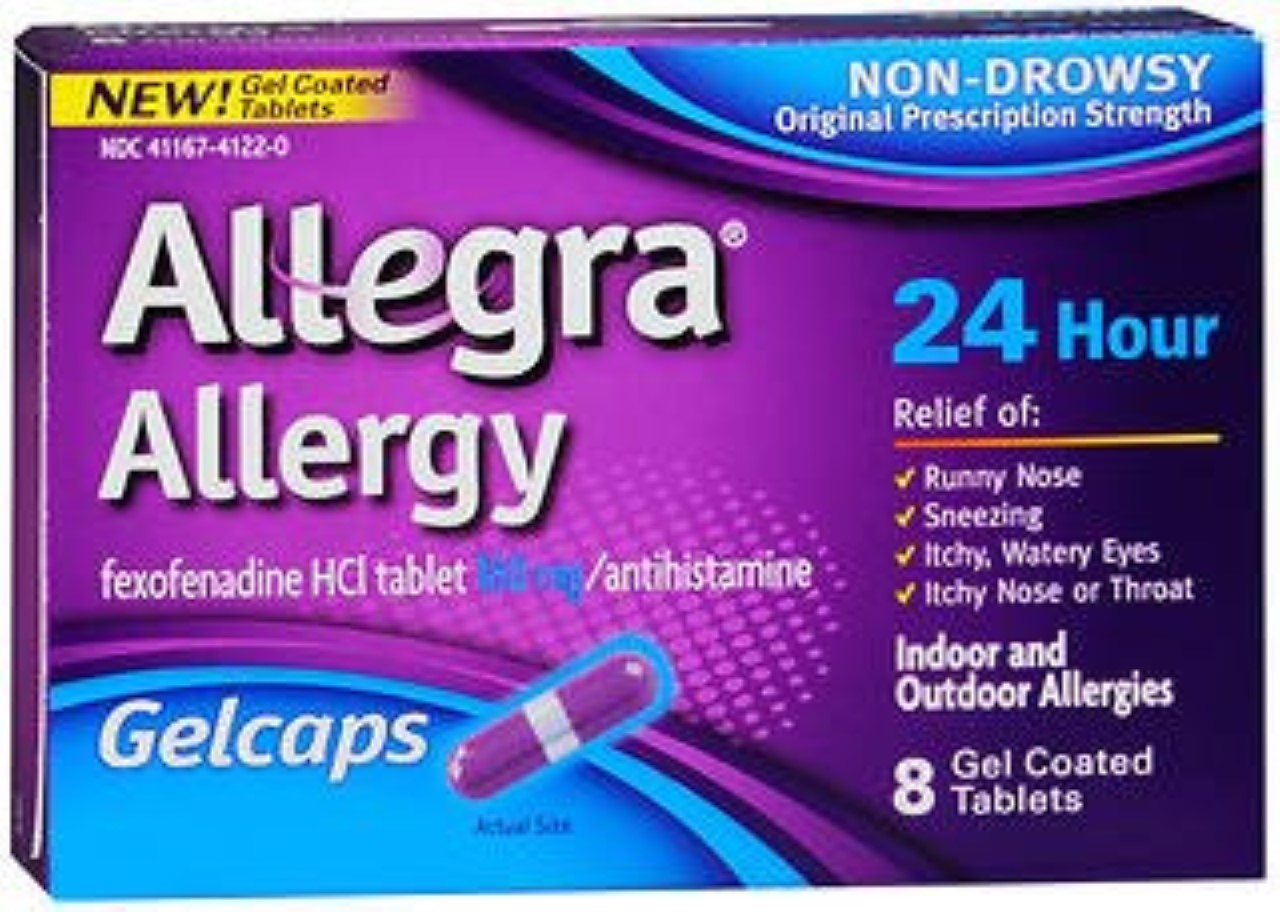 NEW! Gel Coated Tablets
NDC 41167-4122-0
NON-DROWSY
Original Prescription Strength
Allegra®
Allergy
fexofenadine HCl tablet /antihistamine
Gelcaps
Actual Size
24 Hour
Relief of:
✓ Runny Nose
✓ Sneezing
✓ Itchy, Watery Eyes
✓ Itchy Nose or Throat
Indoor and
Outdoor Allergies
8 Gel Coated
Tablets